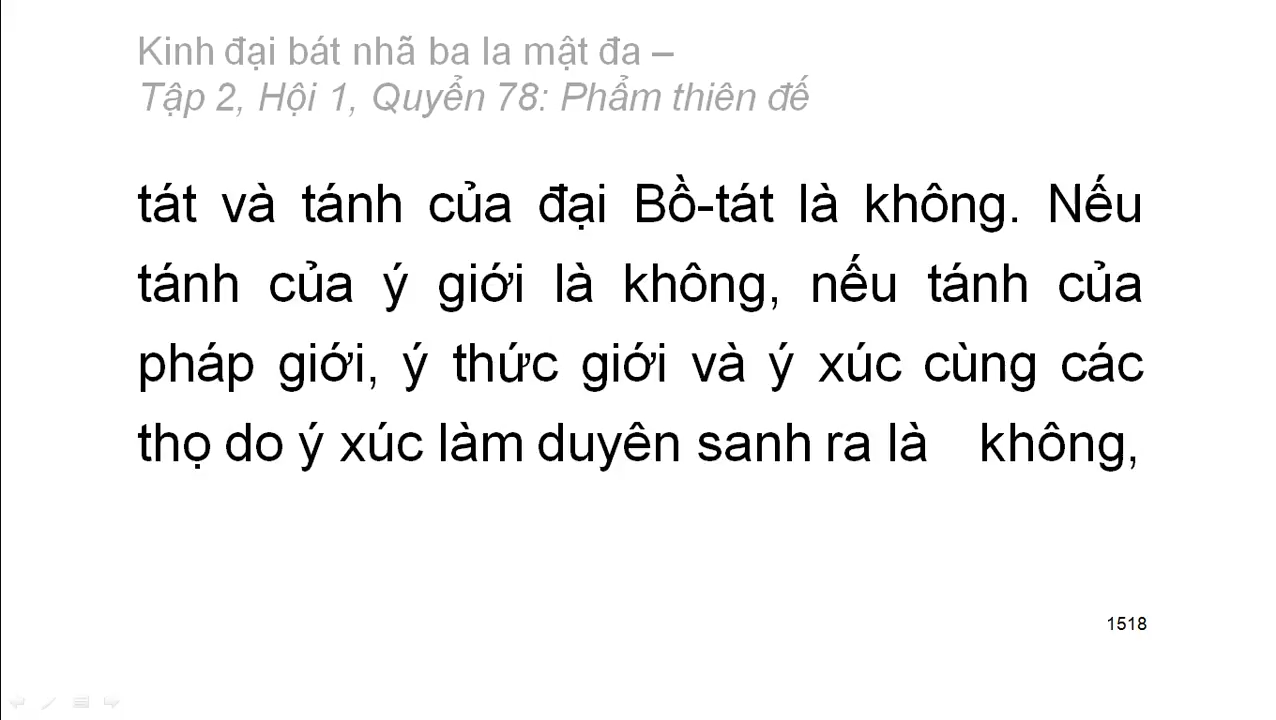 Kinh đại bát nhã ba la mật đa –
Tập 2, Hội 1, Quyển 78: Phẩm thiên đế
tát và tánh của đại Bồ-tát là không. Nếu
tánh của ý giới là không, nếu tánh của
pháp giới, ý thức giới và ý xúc cùng các
thọ do ý xúc làm duyên sanh ra là không,
1518